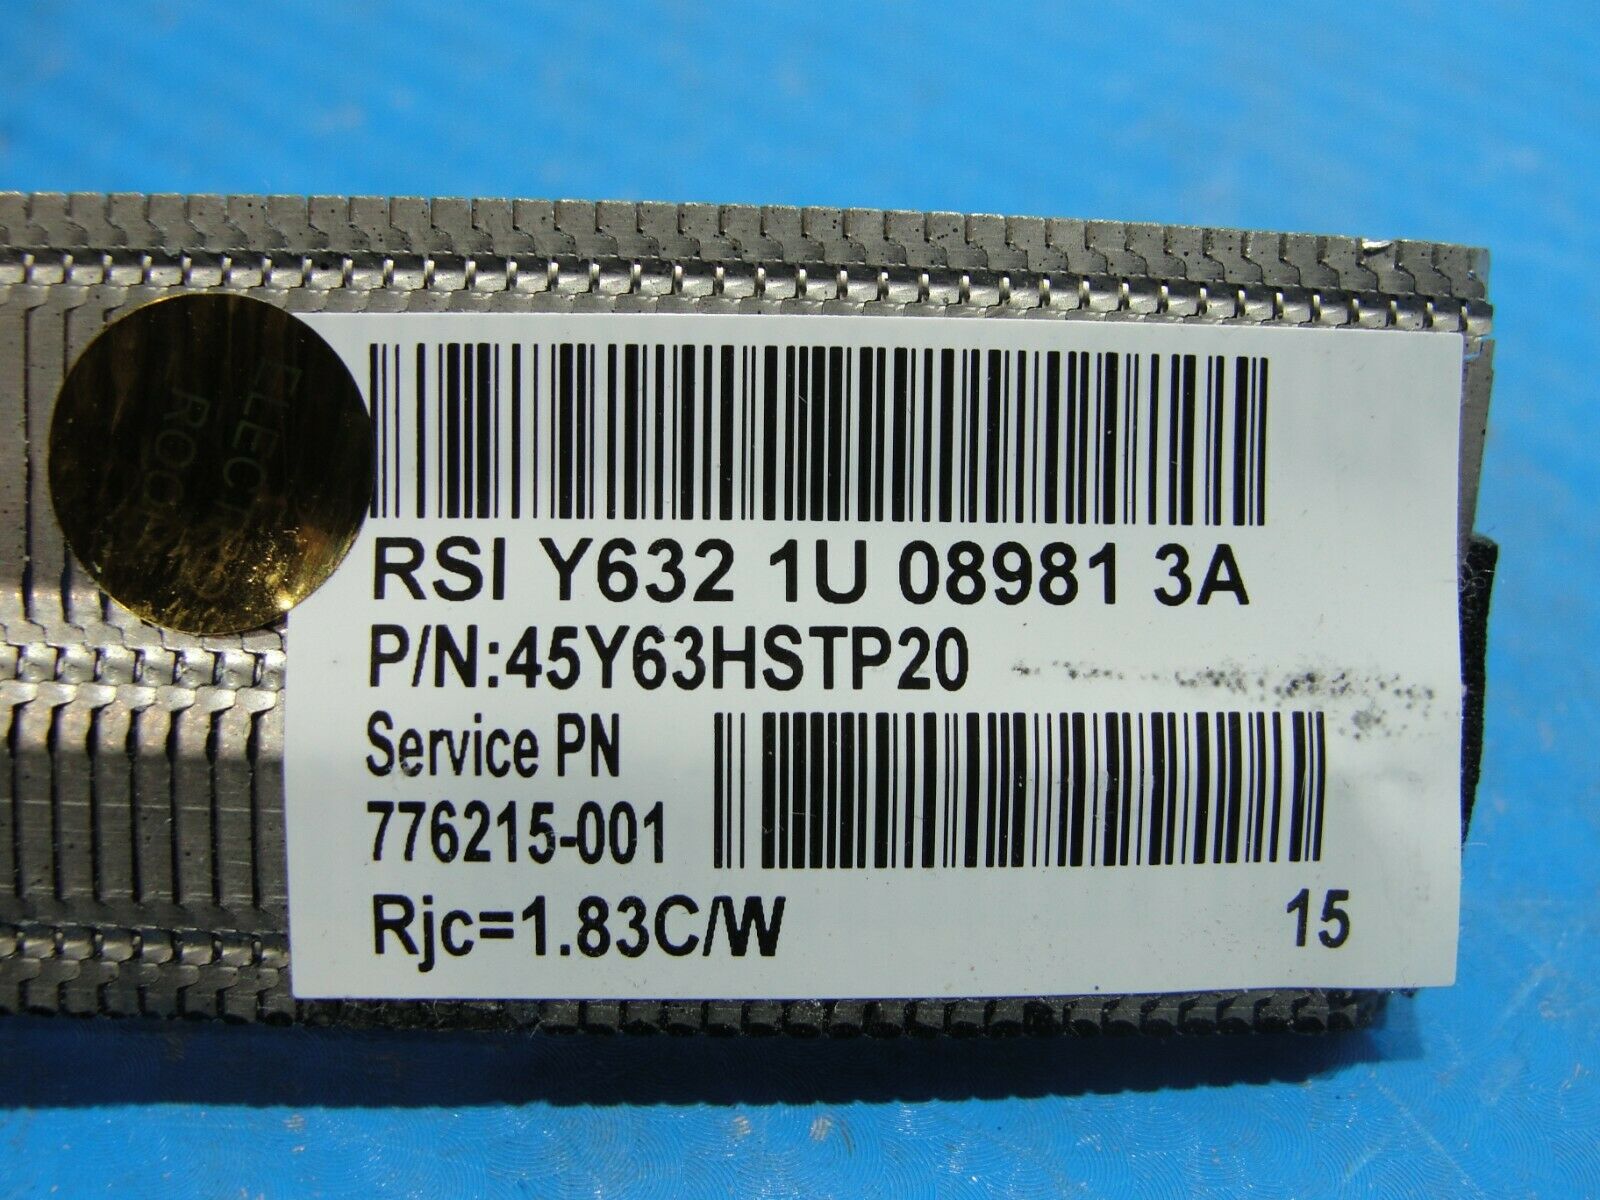 RSI Y632 1U 08981 3A
P/N:45Y63HSTP20
Service PN
776215-001
Rjc=1.83C/W 15